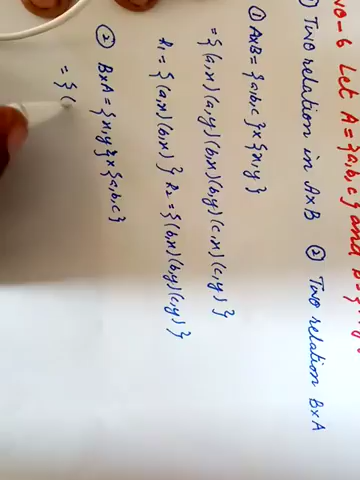 No-6 Let A = {a,b,c} and B = {x,y}
① Two relation in A×B ② Two relation B×A
① A×B = {a,b,c} × {x,y}
= {(a,x)(a,y)(b,x)(b,y)(c,x)(c,y)}
R₁ = {(a,x)(b,x)} R₂ = {(b,x)(b,y)(c,y)}
② B×A = {x,y} × {a,b,c}
= {(